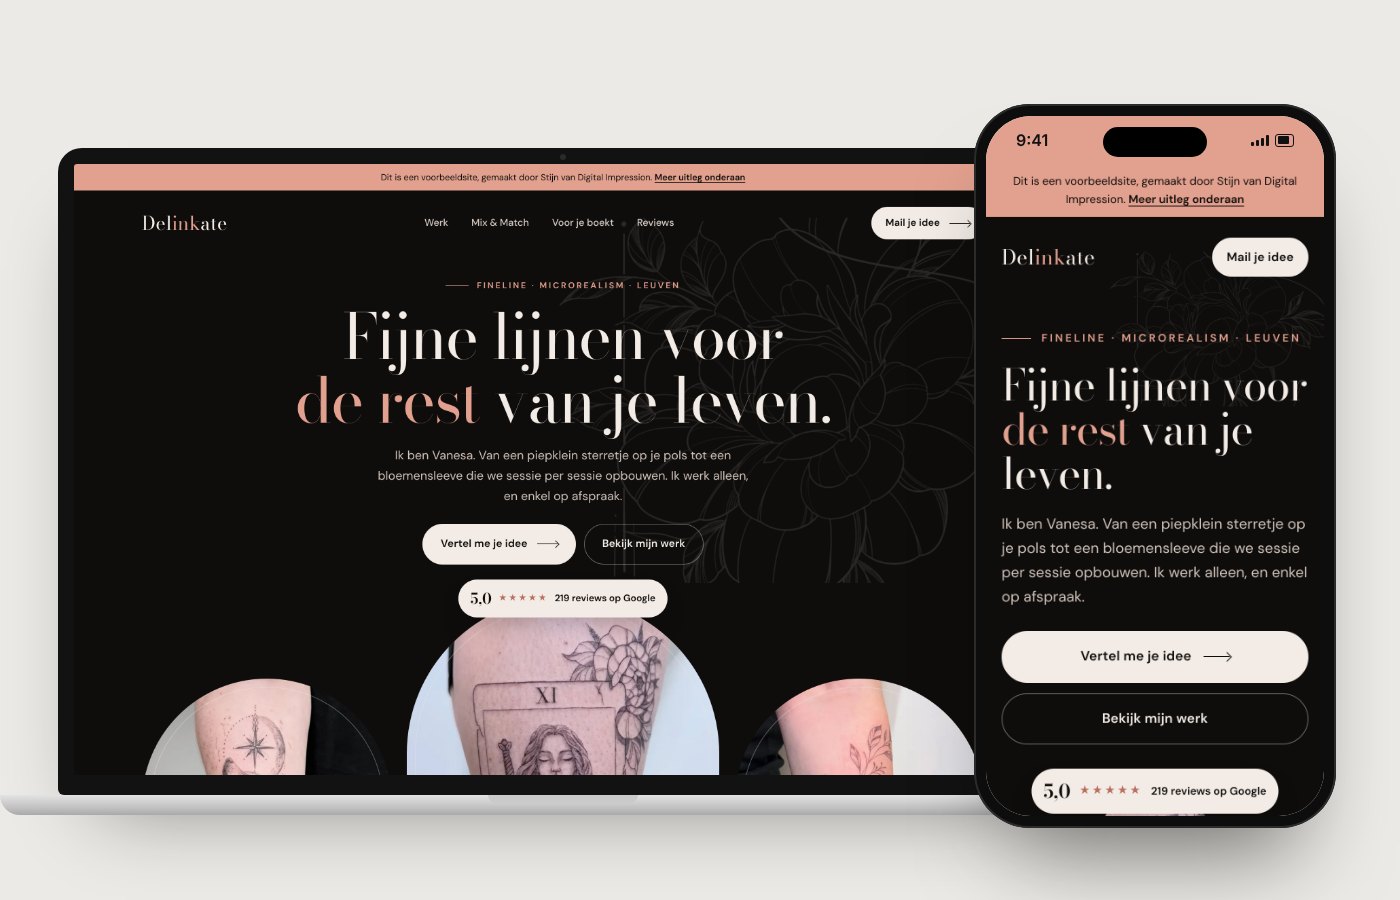 Dit is een voorbeeldsite, gemaakt door Stijn van Digital Impression. Meer uitleg onderaan
Delinkate
Werk Mix & Match Voor je boekt Reviews
Mail je idee
FINELINE · MICROREALISM · LEUVEN
Fijne lijnen voor
de rest van je leven.
Ik ben Vanesa. Van een piepklein sterretje op je pols tot een
bloemensleeve die we sessie per sessie opbouwen. Ik werk alleen,
en enkel op afspraak.
Vertel me je idee
Bekijk mijn werk
5,0 ★★★★★ 219 reviews op Google
XI
9:41
Dit is een voorbeeldsite, gemaakt door Stijn van Digital
Impression. Meer uitleg onderaan
Delinkate
Mail je idee
FINELINE · MICROREALISM · LEUVEN
Fijne lijnen voor
de rest van je
leven.
Ik ben Vanesa. Van een piepklein sterretje op
je pols tot een bloemensleeve die we sessie
per sessie opbouwen. Ik werk alleen, en enkel
op afspraak.
Vertel me je idee
Bekijk mijn werk
5,0 ★★★★★ 219 reviews op Google